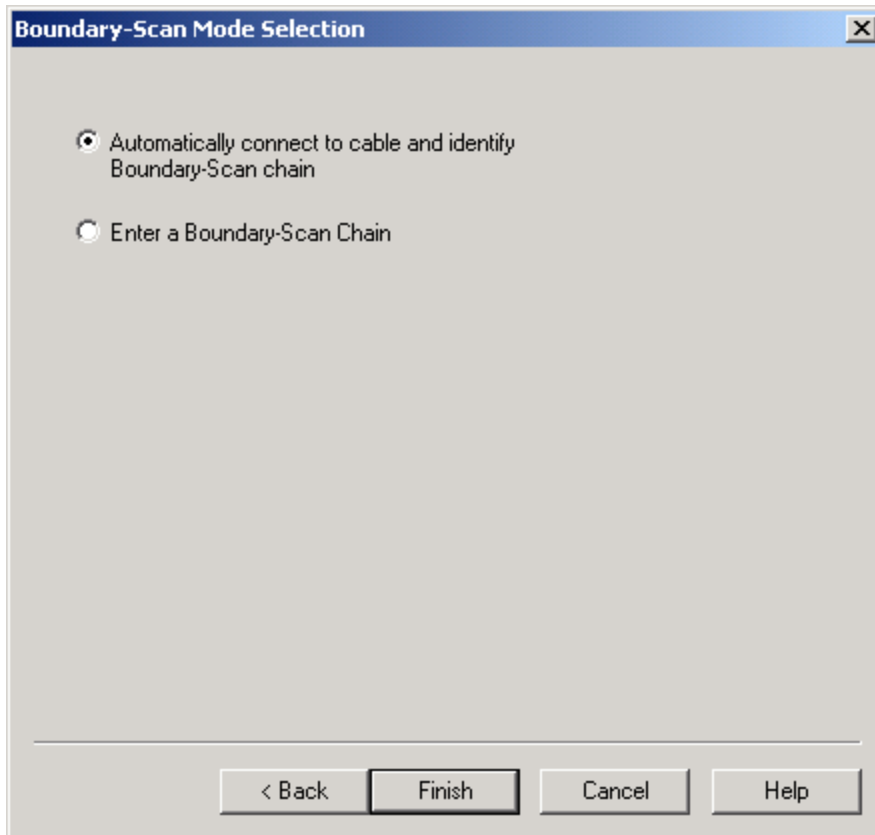 Boundary-Scan Mode Selection
Automatically connect to cable and identify
Boundary-Scan chain
Enter a Boundary-Scan Chain
< Back
Finish
Cancel
Help